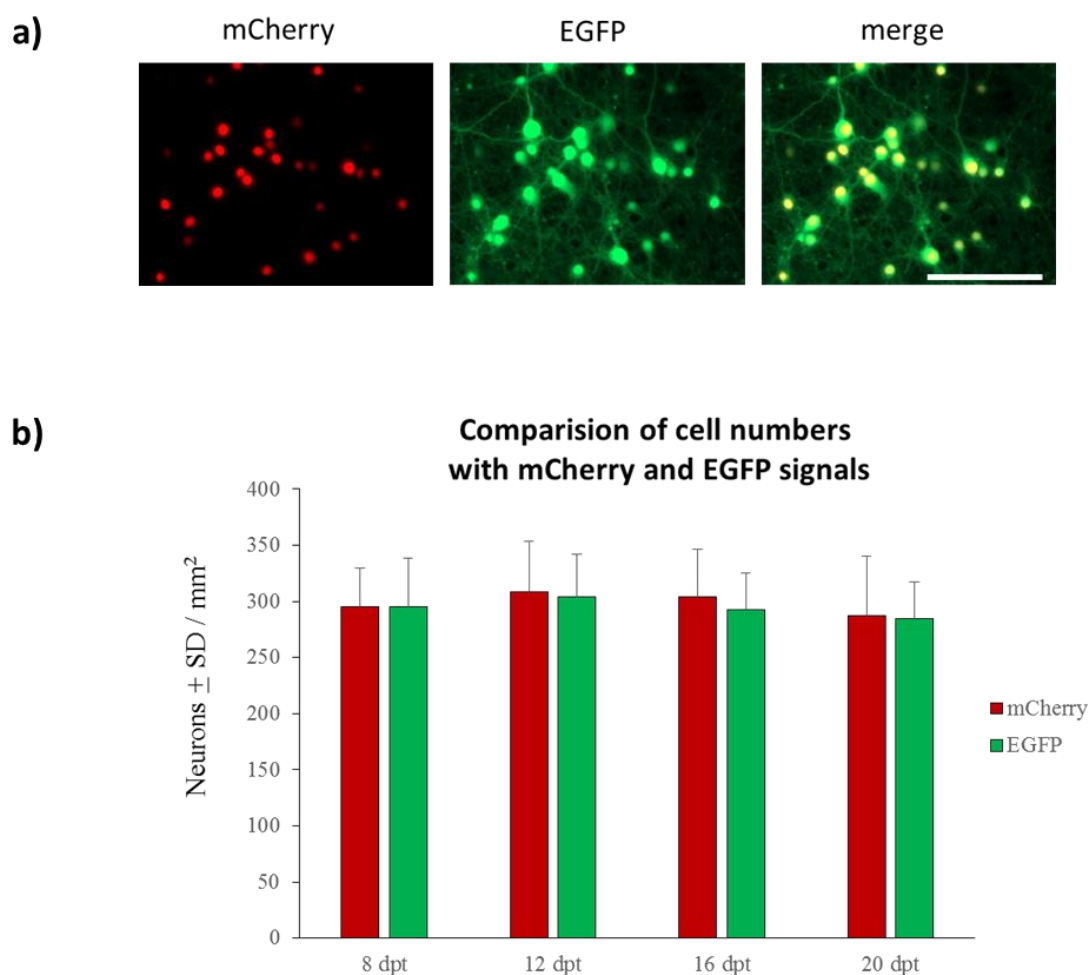 a)
mCherry EGFP merge
b)
Comparision of cell numbers
with mCherry and EGFP signals
Neurons ± SD / mm²
400
350
300
250
200
150
100
50
0
8 dpt 12 dpt 16 dpt 20 dpt
mCherry
EGFP